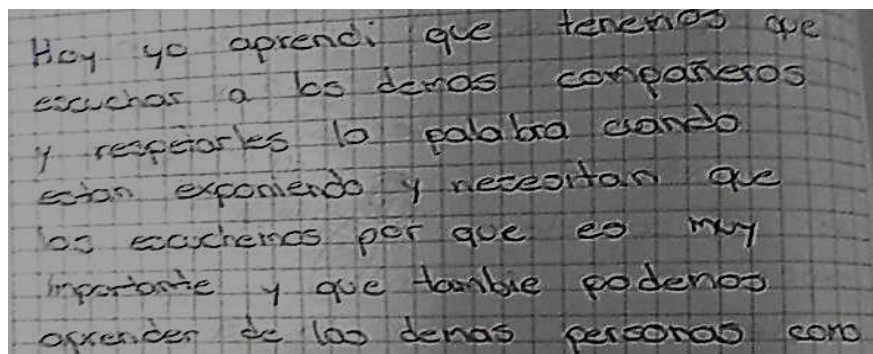 Hoy yo aprendi que tenemos que
escuchar a los demas compañeros
y respetarles la palabra cuando
estan exponiendo y necesitan que
los escuchemos por que es muy
importante y que tambie podemos
aprender de las demas personas como